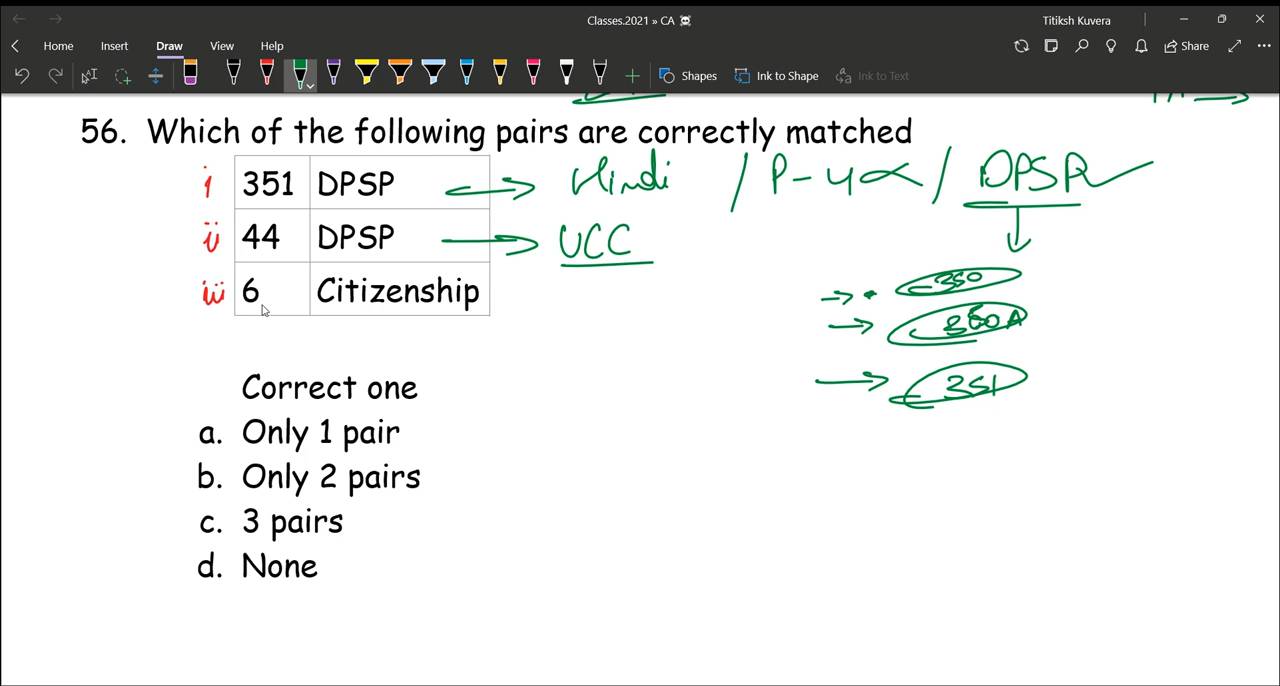 Classes.2021 » CA
Titiksh Kuvera
Home Insert Draw View Help
Share
Shapes Ink to Shape Ink to Text
56. Which of the following pairs are correctly matched
i 351 DPSP Hindi / P-4 / DPSP
ii 44 DPSP UCC
iii 6 Citizenship
350
350A
351
Correct one
a. Only 1 pair
b. Only 2 pairs
c. 3 pairs
d. None